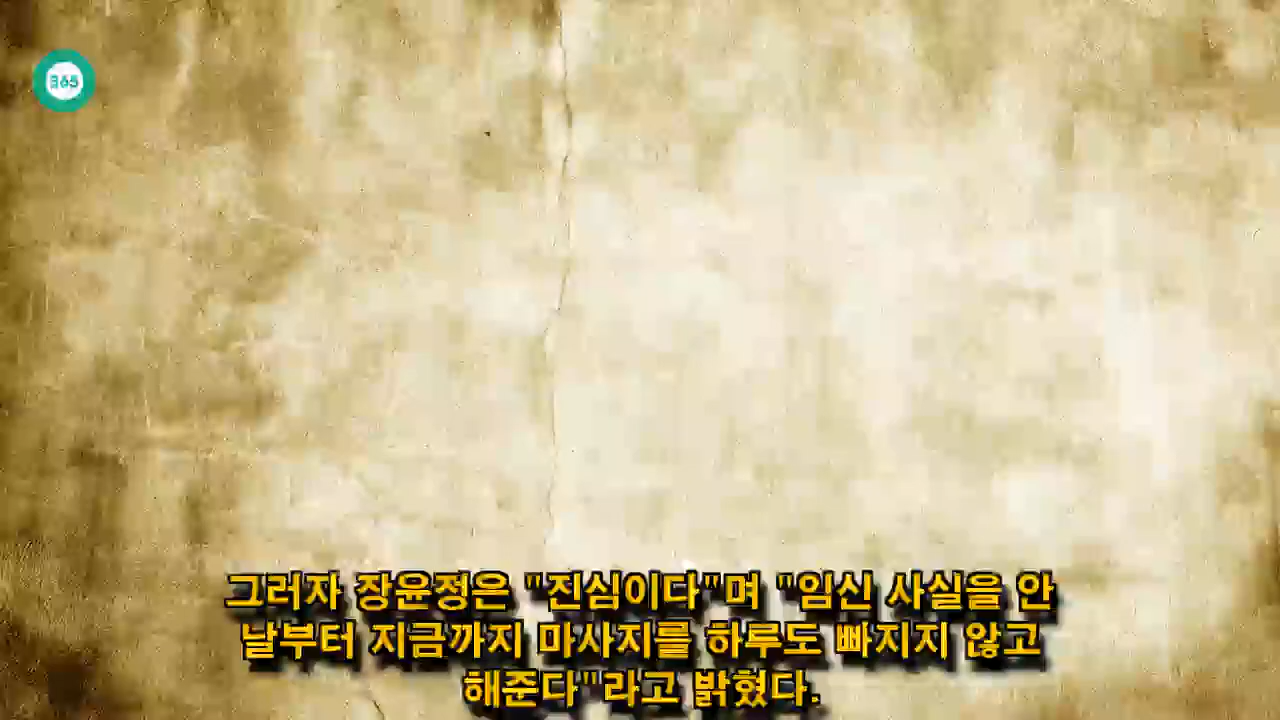 365
그러자 장윤정은 "진심이다"며 "임신 사실을 안
날부터 지금까지 마사지를 하루도 빠지지 않고
해준다"라고 밝혔다.